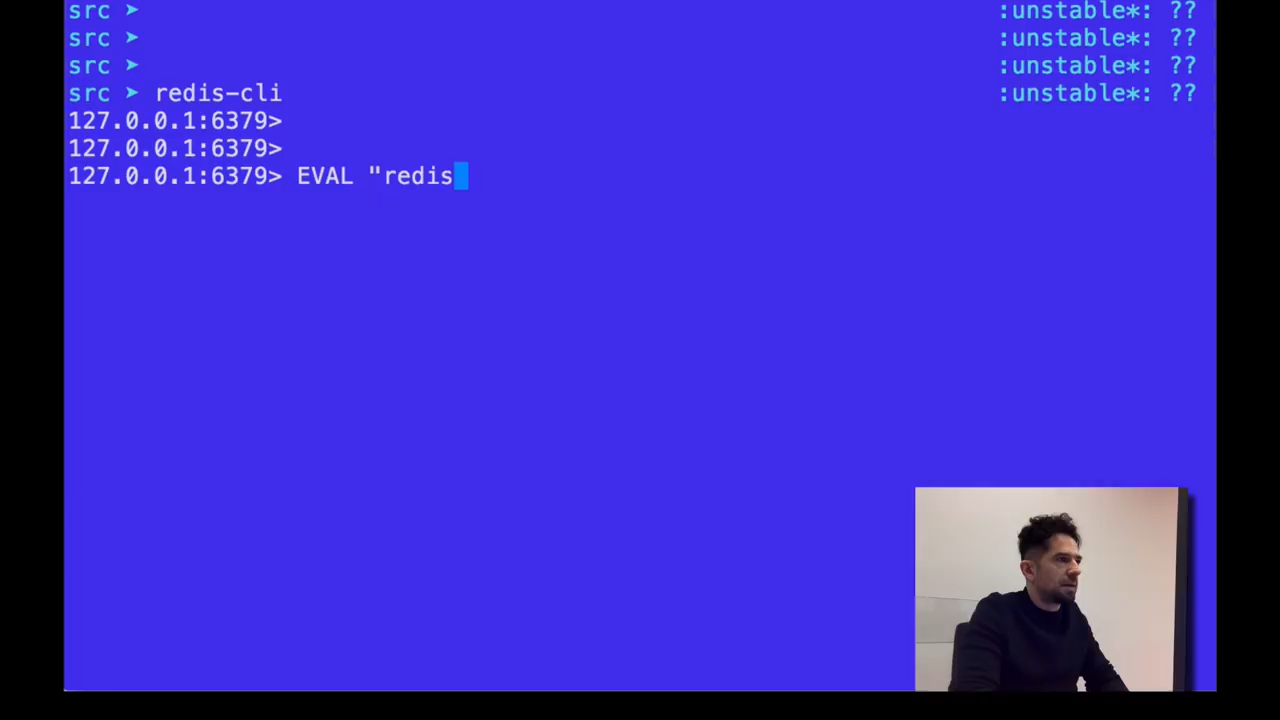 src ➤ :unstable*: ??
src ➤ :unstable*: ??
src ➤ :unstable*: ??
src ➤ redis-cli :unstable*: ??
127.0.0.1:6379>
127.0.0.1:6379>
127.0.0.1:6379> EVAL "redis